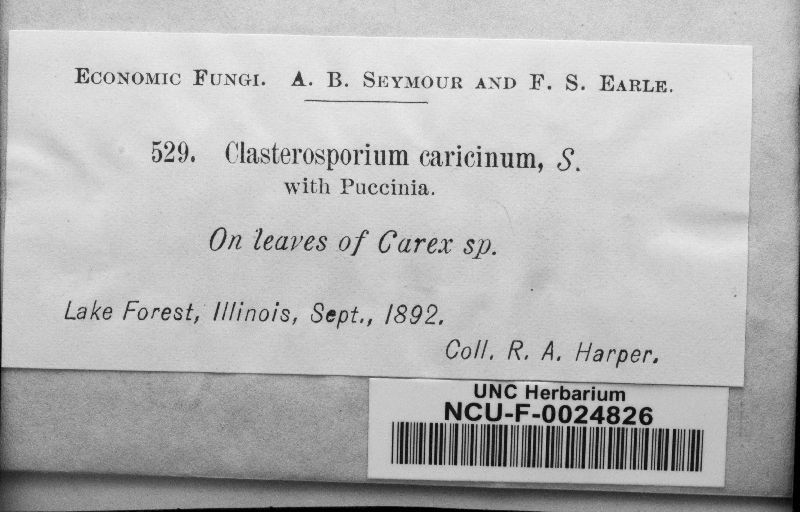 Economic Fungi. A. B. Seymour and F. S. Earle.
529. Clasterosporium caricinum, S.
with Puccinia.
On leaves of Carex sp.
Lake Forest, Illinois, Sept., 1892.
Coll. R. A. Harper.
UNC Herbarium
NCU-F-0024826